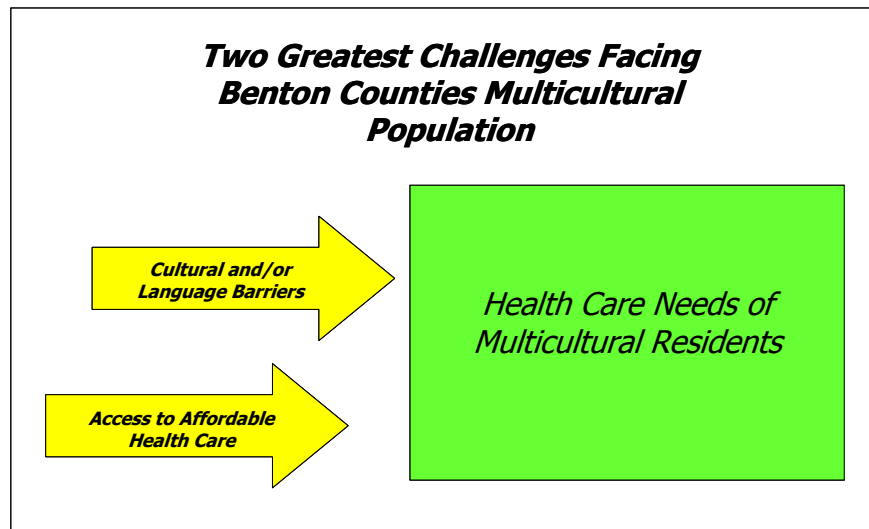 Two Greatest Challenges Facing
Benton Counties Multicultural
Population
Cultural and/or
Language Barriers
Health Care Needs of
Multicultural Residents
Access to Affordable
Health Care